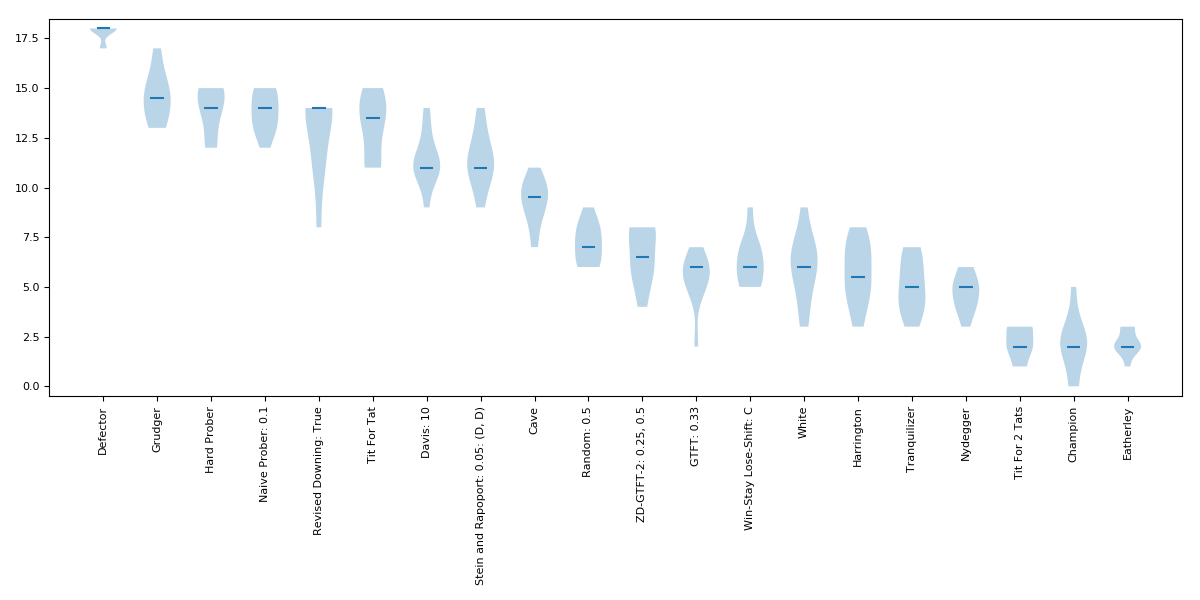 17.5
15.0
12.5
10.0
7.5
5.0
2.5
0.0
Defector
Grudger
Hard Prober
Naive Prober: 0.1
Revised Downing: True
Tit For Tat
Davis: 10
Stein and Rapoport: 0.05: (D, D)
Cave
Random: 0.5
ZD-GTFT-2: 0.25, 0.5
GTFT: 0.33
Win-Stay Lose-Shift: C
White
Harrington
Tranquilizer
Nydegger
Tit For 2 Tats
Champion
Eatherley